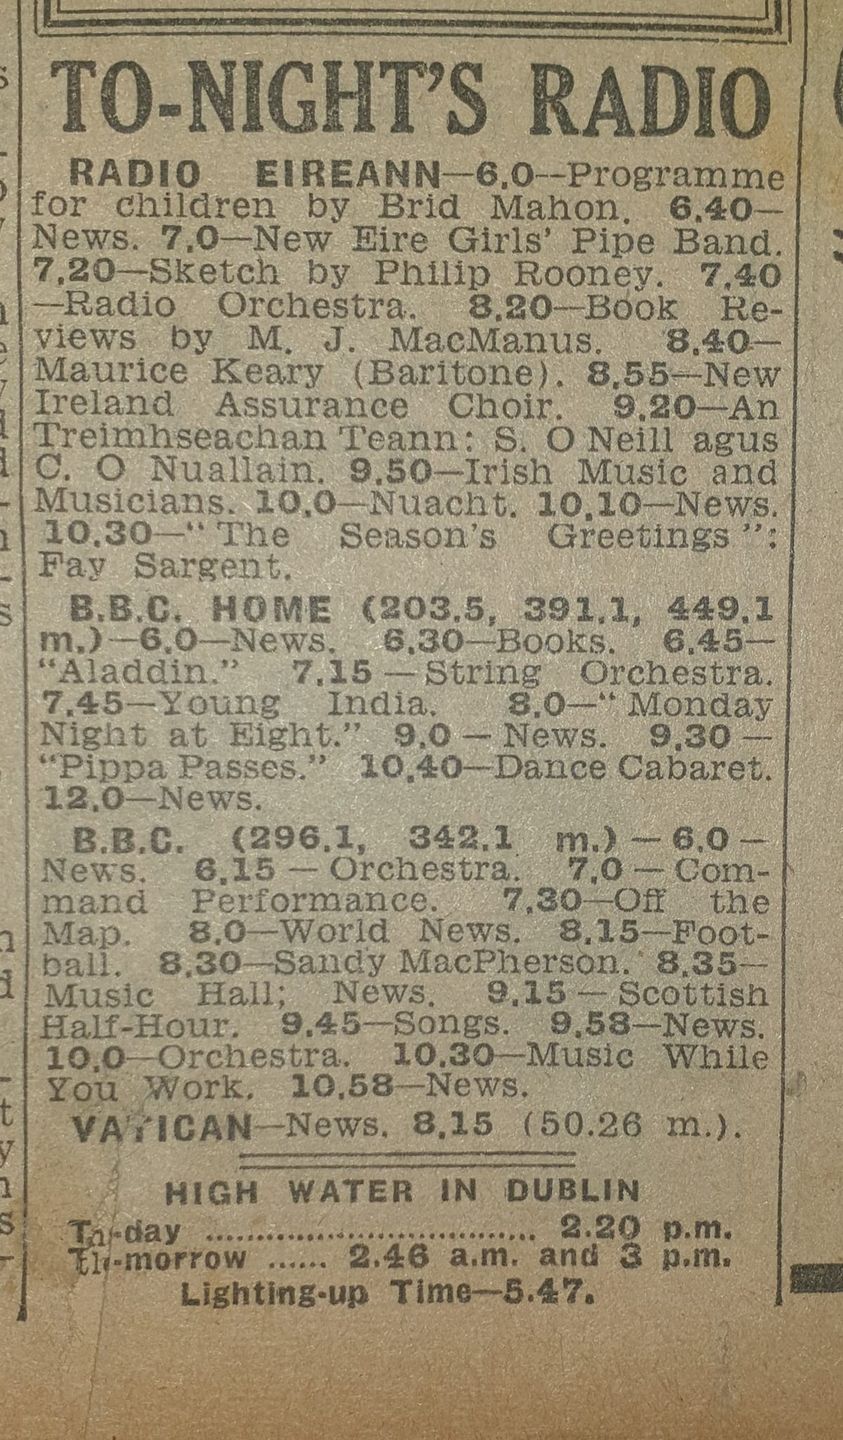 TO-NIGHT'S RADIO
RADIO EIREANN—6.0—Programme
for children by Brid Mahon. 6.40—
News. 7.0—New Eire Girls' Pipe Band.
7.20—Sketch by Philip Rooney. 7.40
—Radio Orchestra. 8.20—Book Re-
views by M. J. MacManus. 8.40—
Maurice Keary (Baritone). 8.55—New
Ireland Assurance Choir. 9.20—An
Treimhseachan Teann: S. O Neill agus
C. O Nuallain. 9.50—Irish Music and
Musicians. 10.0—Nuacht. 10.10—News.
10.30—"The Season's Greetings":
Fay Sargent.
B.B.C. HOME (203.5, 391.1, 449.1
m.)—6.0—News. 6.30—Books. 6.45—
"Aladdin." 7.15—String Orchestra.
7.45—Young India. 8.0—"Monday
Night at Eight." 9.0—News. 9.30—
"Pippa Passes." 10.40—Dance Cabaret.
12.0—News.
B.B.C. (296.1, 342.1 m.)—6.0—
News. 6.15—Orchestra. 7.0—Com-
mand Performance. 7.30—Off the
Map. 8.0—World News. 8.15—Foot-
ball. 8.30—Sandy MacPherson. 8.35—
Music Hall; News. 9.15—Scottish
Half-Hour. 9.45—Songs. 9.58—News.
10.0—Orchestra. 10.30—Music While
You Work. 10.58—News.
VATICAN—News. 8.15 (50.26 m.).
HIGH WATER IN DUBLIN
To-day ................................. 2.20 p.m.
-morrow ...... 2.46 a.m. and 3 p.m.
Lighting-up Time—5.47.